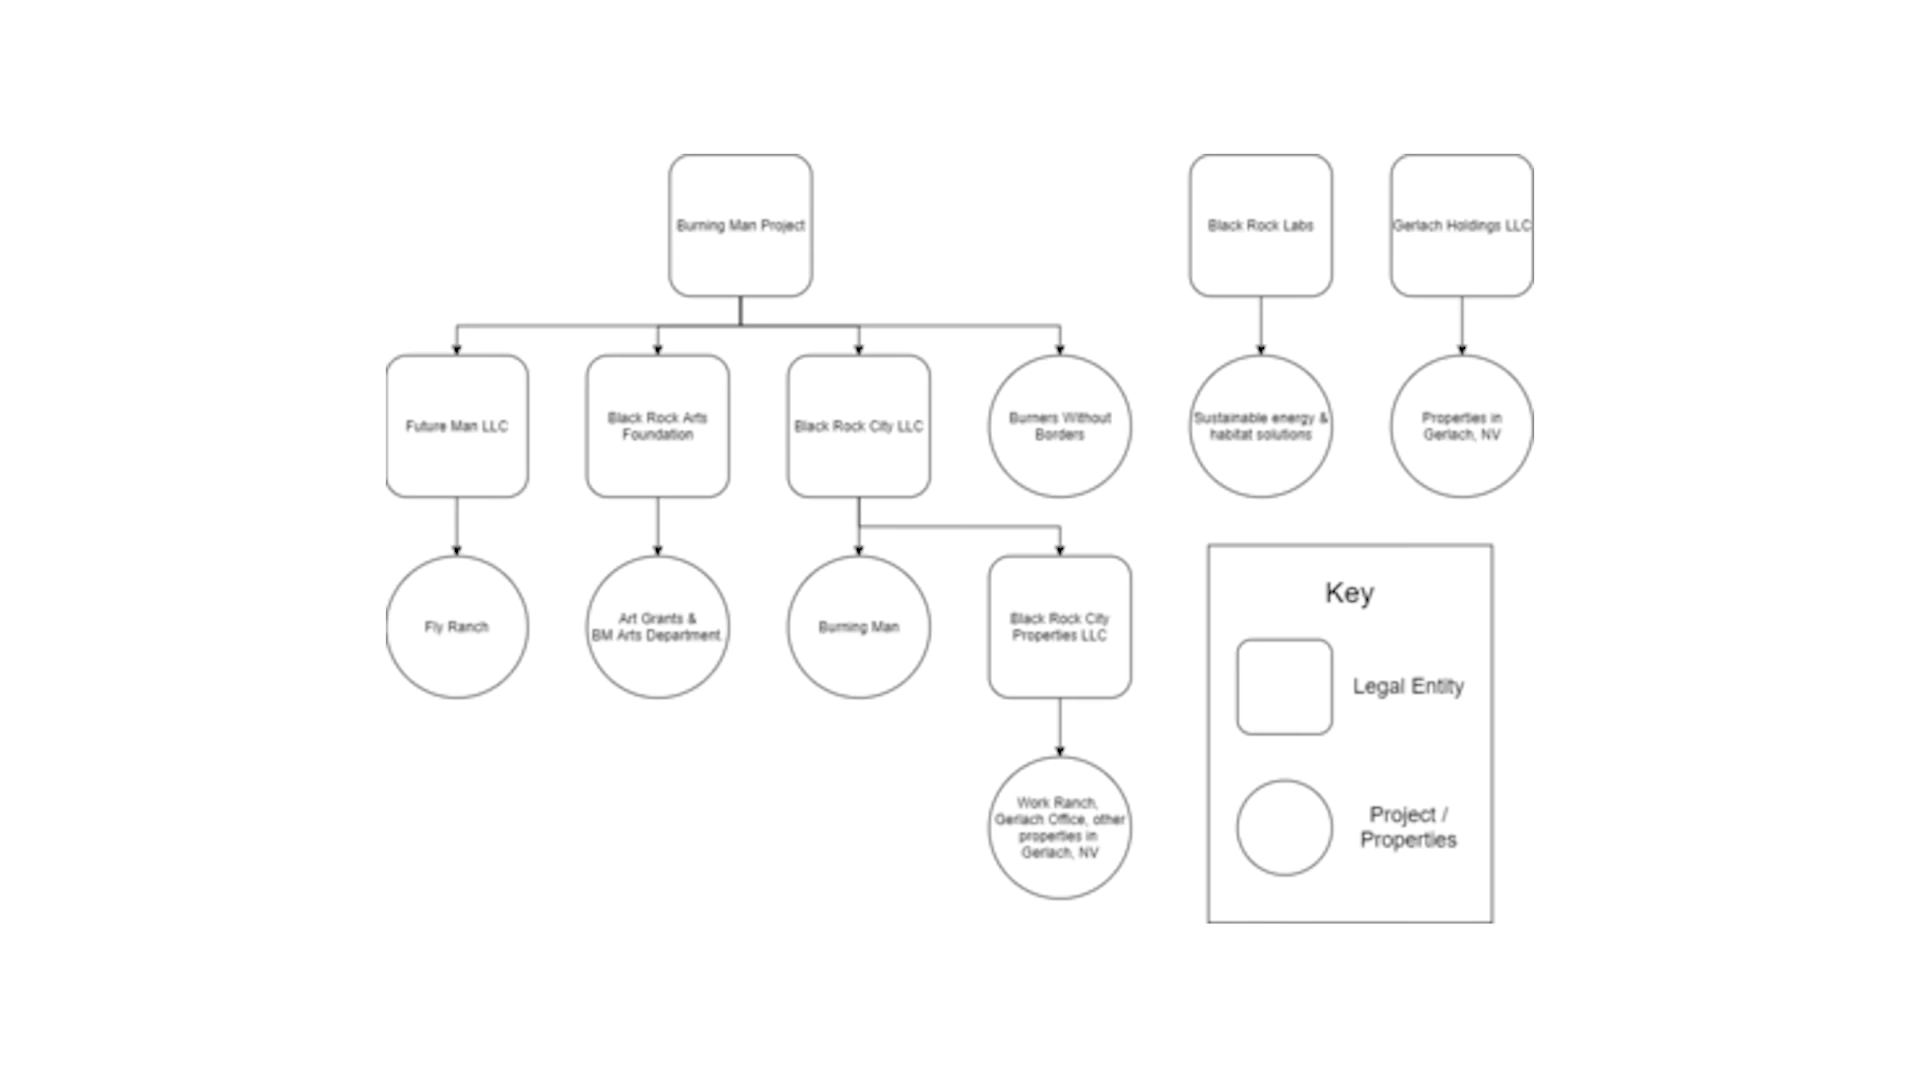 Burning Man Project
Black Rock Labs
Gerlach Holdings LLC
Future Man LLC
Black Rock Arts
Foundation
Black Rock City LLC
Burners Without
Borders
Sustainable energy &
habitat solutions
Properties in
Gerlach, NV
Fly Ranch
Art Grants &
BM Arts Department
Burning Man
Black Rock City
Properties LLC
Work Ranch,
Gerlach Office, other
properties in
Gerlach, NV
Key
Legal Entity
Project /
Properties